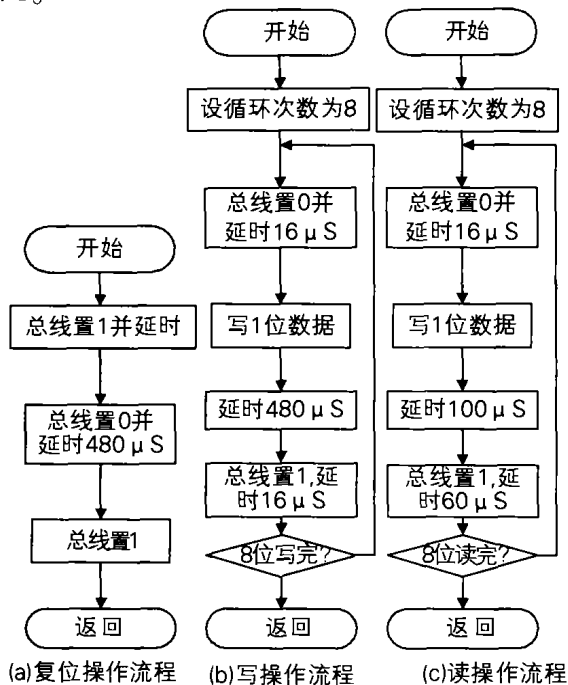 开始
总线置1并延时
总线置0并
延时480μS
总线置1
返回
(a)复位操作流程
开始
设循环次数为8
总线置0并
延时16μS
写1位数据
延时480μS
总线置1,延
时16μS
8位写完?
返回
(b)写操作流程
开始
设循环次数为8
总线置0并
延时16μS
写1位数据
延时100μS
总线置1,延
时60μS
8位读完?
返回
(c)读操作流程